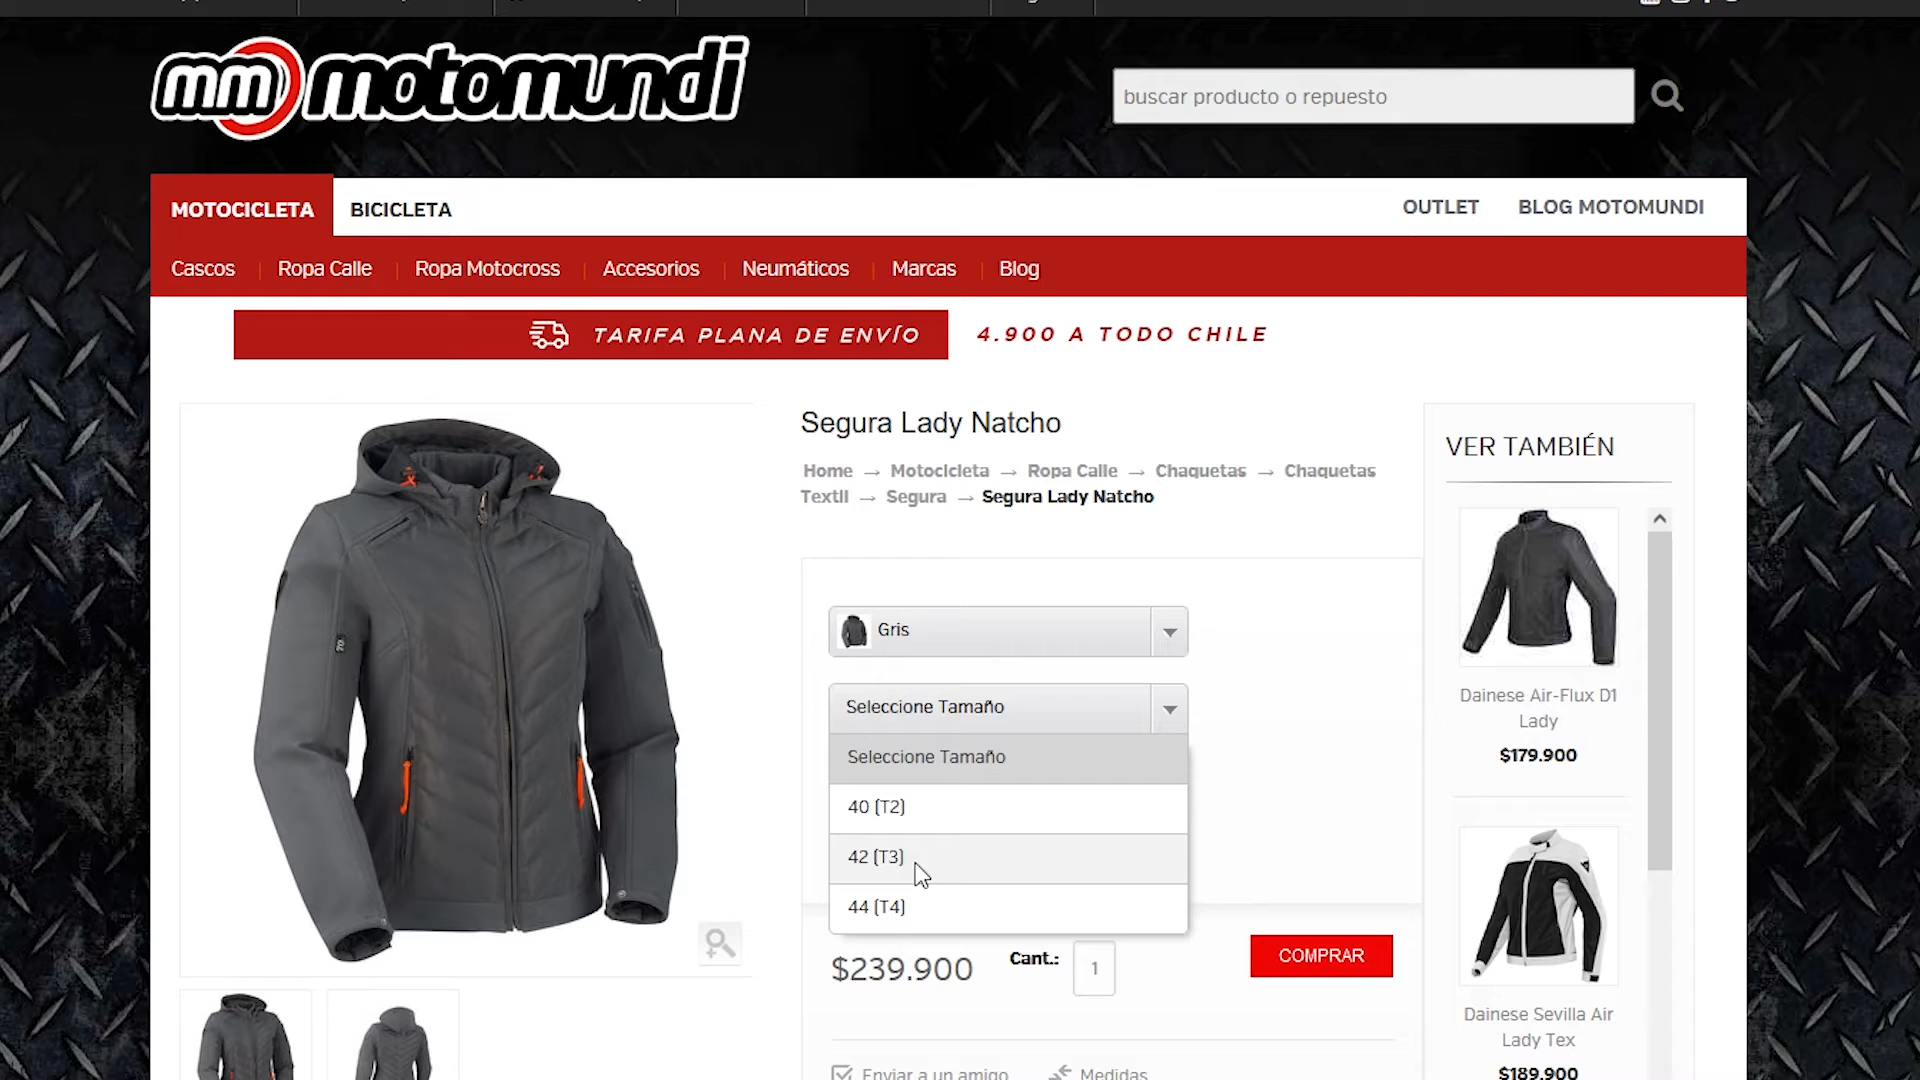 mm motomundi
buscar producto o repuesto
MOTOCICLETA
BICICLETA
OUTLET
BLOG MOTOMUNDI
Cascos
Ropa Calle
Ropa Motocross
Accesorios
Neumáticos
Marcas
Blog
TARIFA PLANA DE ENVÍO
4.900 A TODO CHILE
Segura Lady Natcho
Home → Motocicleta → Ropa Calle → Chaquetas → Chaquetas
Textil → Segura → Segura Lady Natcho
Gris
Seleccione Tamaño
Seleccione Tamaño
40 (T2)
42 (T3)
44 (T4)
$239.900
Cant.:
1
COMPRAR
Enviar a un amigo
Medidas
VER TAMBIÉN
Dainese Air-Flux D1
Lady
$179.900
Dainese Sevilla Air
Lady Tex
$189.900